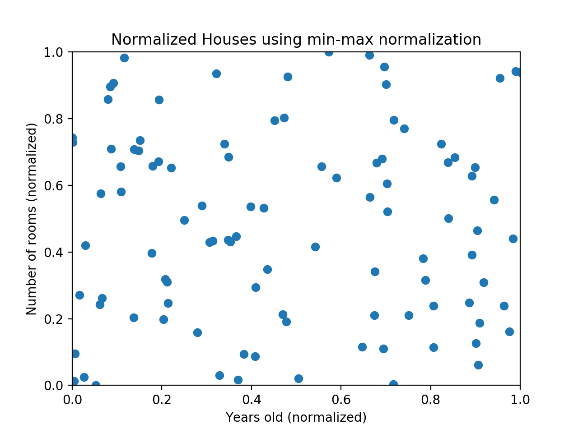 Normalized Houses using min-max normalization
Number of rooms (normalized)
1.0
0.8
0.6
0.4
0.2
0.0
0.0 0.2 0.4 0.6 0.8 1.0
Years old (normalized)